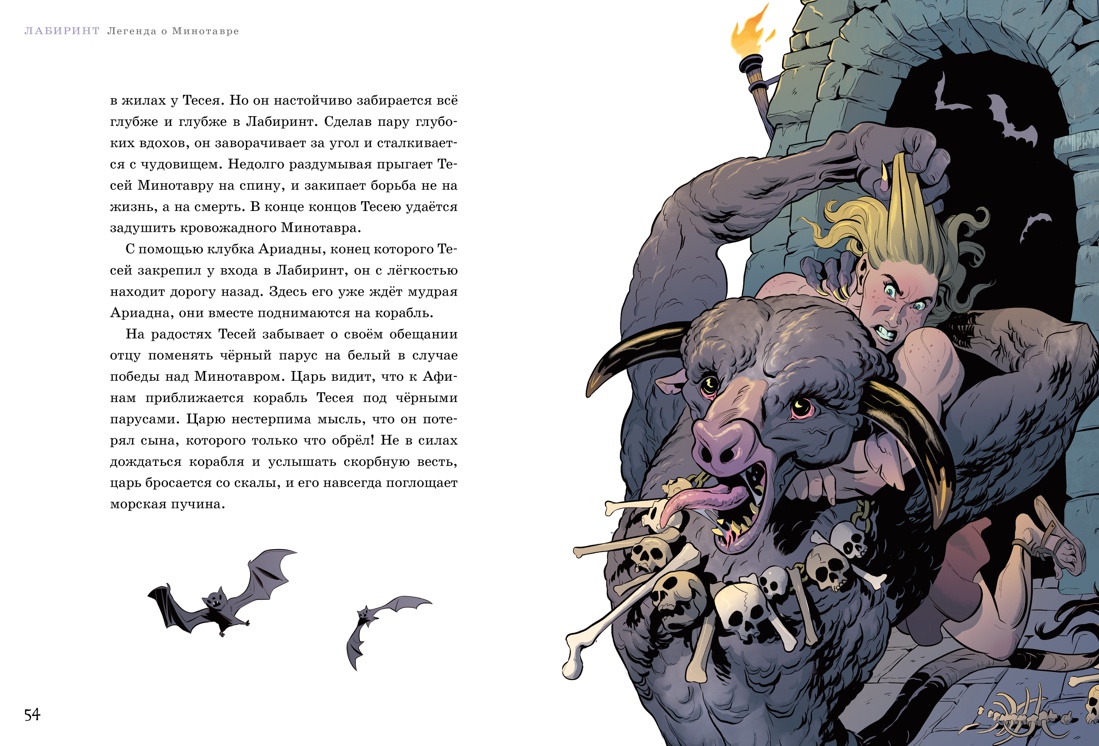 ЛАБИРИНТ Легенда о Минотавре
в жилах у Тесея. Но он настойчиво забирается всё
глубже и глубже в Лабиринт. Сделав пару глубо-
ких вдохов, он заворачивает за угол и сталкивает-
ся с чудовищем. Недолго раздумывая прыгает Те-
сей Минотавру на спину, и закипает борьба не на
жизнь, а на смерть. В конце концов Тесею удаётся
задушить кровожадного Минотавра.
С помощью клубка Ариадны, конец которого Те-
сей закрепил у входа в Лабиринт, он с лёгкостью
находит дорогу назад. Здесь его уже ждёт мудрая
Ариадна, они вместе поднимаются на корабль.
На радостях Тесей забывает о своём обещании
отцу поменять чёрный парус на белый в случае
победы над Минотавром. Царь видит, что к Афи-
нам приближается корабль Тесея под чёрными
парусами. Царю нестерпима мысль, что он поте-
рял сына, которого только что обрёл! Не в силах
дождаться корабля и услышать скорбную весть,
царь бросается со скалы, и его навсегда поглощает
морская пучина.
54